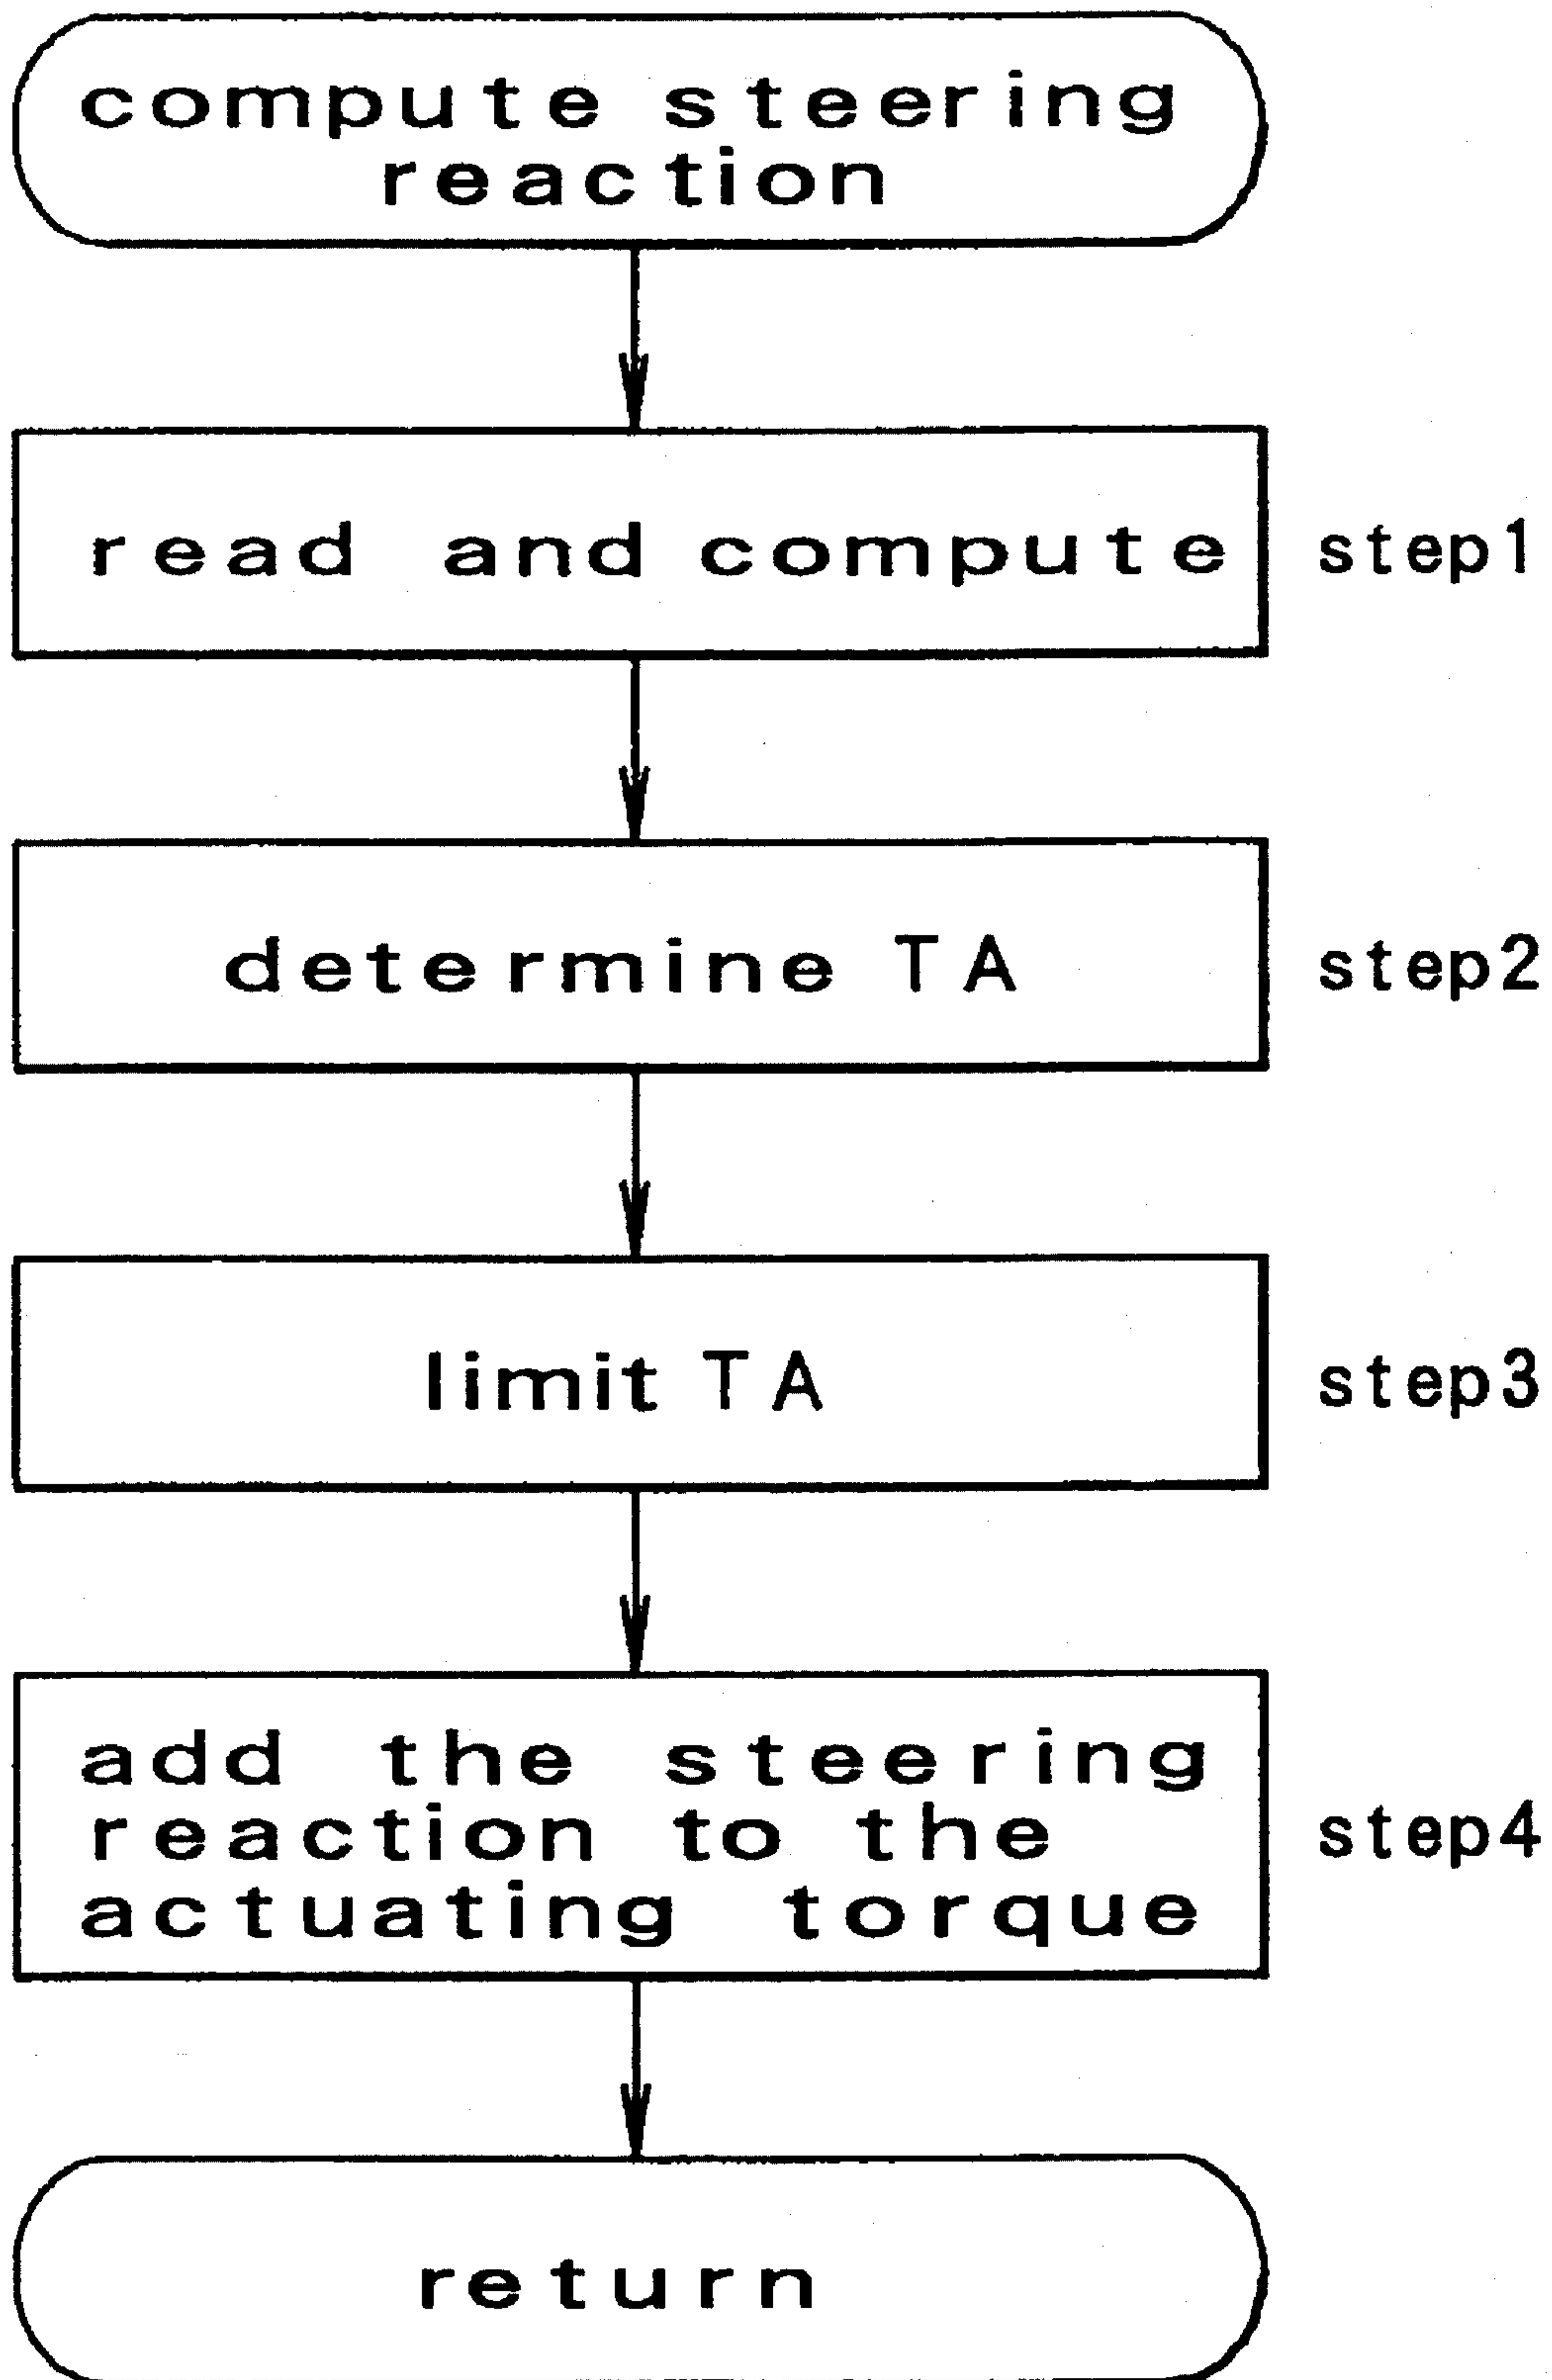 compute steering
reaction
read and compute
step1
determine TA
step2
limit TA
step3
add the steering
reaction to the
actuating torque
step4
return